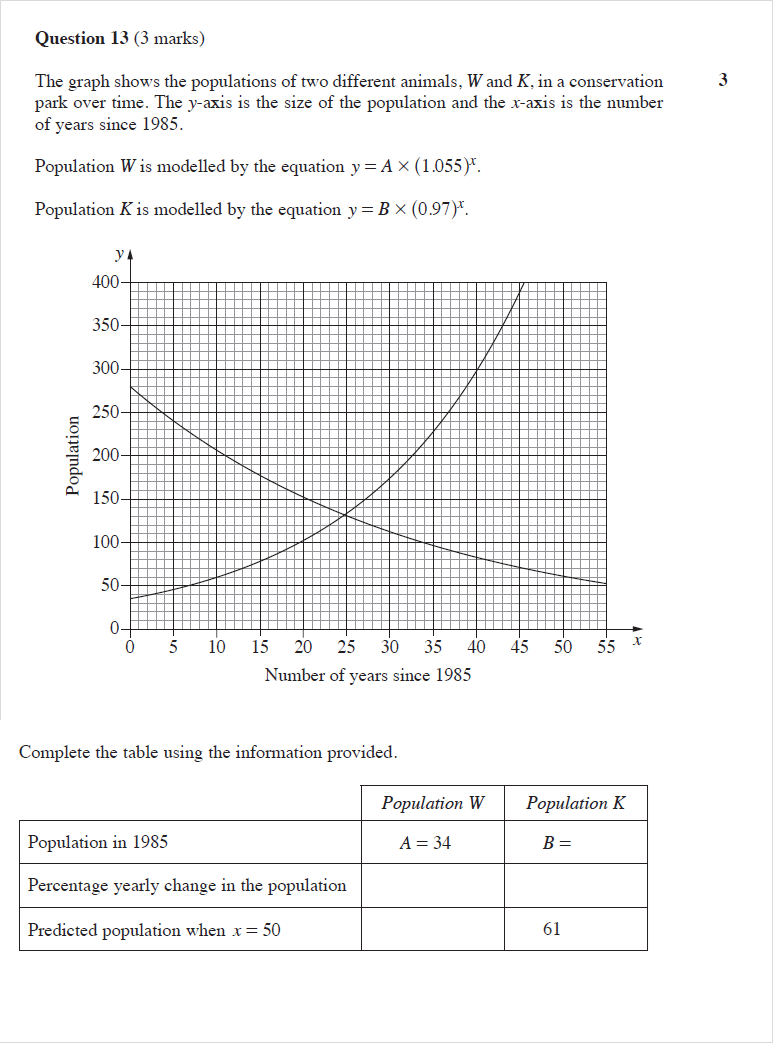 Question 13 (3 marks)
The graph shows the populations of two different animals, W and K, in a conservation 3
park over time. The y-axis is the size of the population and the x-axis is the number
of years since 1985.
Population W is modelled by the equation y = A × (1.055)ˣ.
Population K is modelled by the equation y = B × (0.97)ˣ.
y
400
350
300
250
200
150
100
50
0
Population
0 5 10 15 20 25 30 35 40 45 50 55 x
Number of years since 1985
Complete the table using the information provided.
Population W Population K
Population in 1985 A = 34 B =
Percentage yearly change in the population
Predicted population when x = 50 61